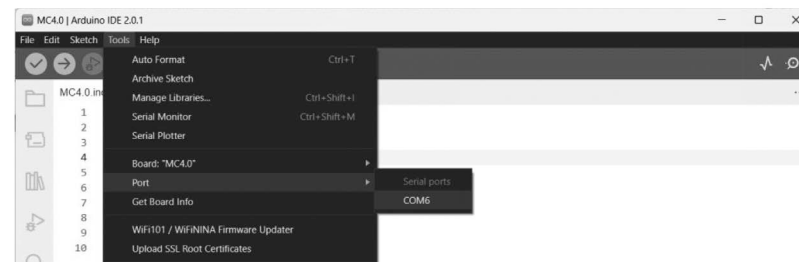 MC4.0 | Arduino IDE 2.0.1
File Edit Sketch Tools Help
Auto Format Ctrl+T
Archive Sketch
MC4.0.ino
Manage Libraries... Ctrl+Shift+I
1
Serial Monitor Ctrl+Shift+M
2
Serial Plotter
3
4
Board: "MC4.0"
5
Port
Serial ports
6
Get Board Info
COM6
7
8
WiFi101 / WiFiNINA Firmware Updater
9
Upload SSL Root Certificates
10